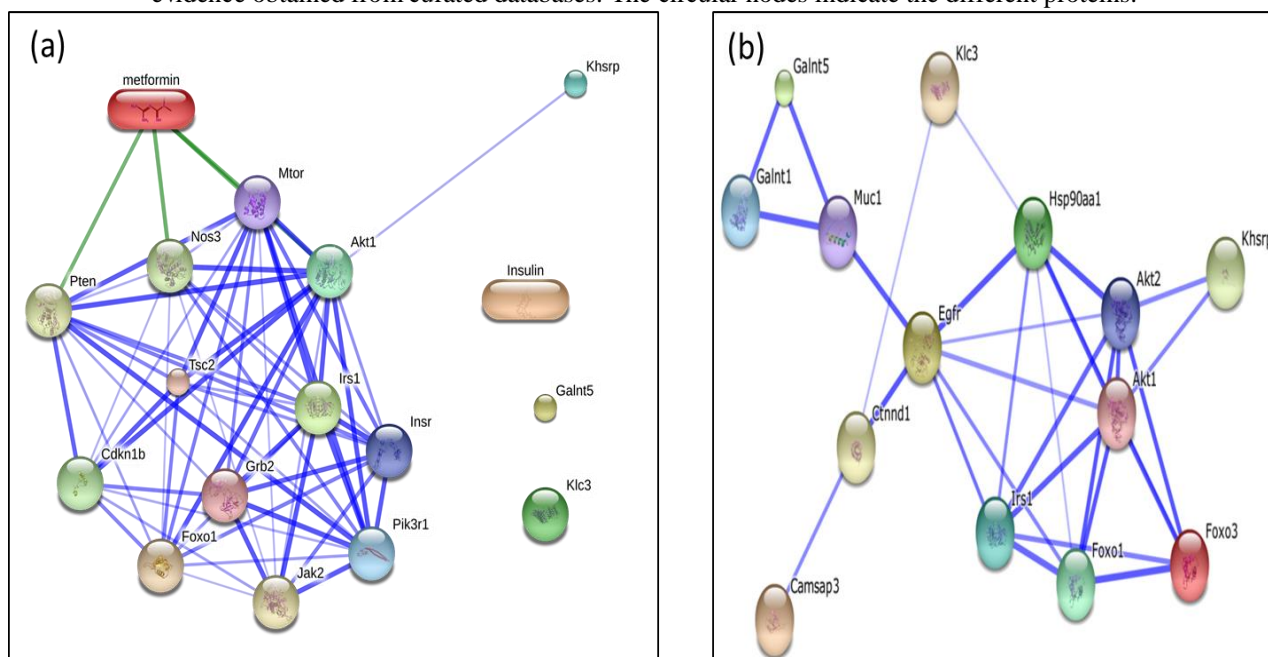 evidence obtained from curated databases. The circular nodes indicate the different proteins.
(a)
metformin
Khsrp
Mtor
Nos3
Akt1
Pten
Insulin
Tsc2
Irs1
Galnt5
Insr
Cdkn1b
Grb2
Klc3
Pik3r1
Foxo1
Jak2
(b)
Klc3
Galnt5
Galnt1
Muc1
Hsp90aa1
Khsrp
Akt2
Egfr
Akt1
Ctnnd1
Irs1
Foxo1
Foxo3
Camsap3